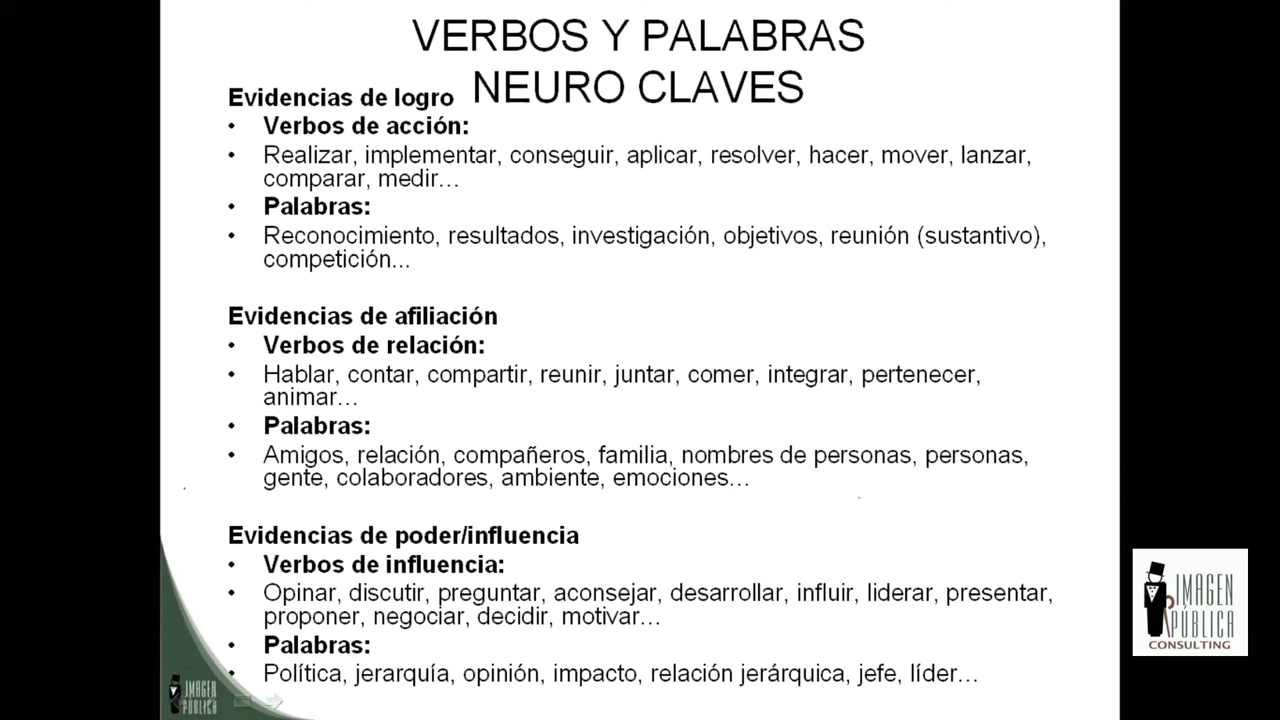 VERBOS Y PALABRAS
NEURO CLAVES
Evidencias de logro
• Verbos de acción:
• Realizar, implementar, conseguir, aplicar, resolver, hacer, mover, lanzar,
comparar, medir...
• Palabras:
• Reconocimiento, resultados, investigación, objetivos, reunión (sustantivo),
competición...
Evidencias de afiliación
• Verbos de relación:
• Hablar, contar, compartir, reunir, juntar, comer, integrar, pertenecer,
animar...
• Palabras:
• Amigos, relación, compañeros, familia, nombres de personas, personas,
gente, colaboradores, ambiente, emociones...
Evidencias de poder/influencia
• Verbos de influencia:
• Opinar, discutir, preguntar, aconsejar, desarrollar, influir, liderar, presentar,
proponer, negociar, decidir, motivar...
• Palabras:
• Política, jerarquía, opinión, impacto, relación jerárquica, jefe, líder...
IMAGEN
PÚBLICA
CONSULTING
IMAGEN
PÚBLICA